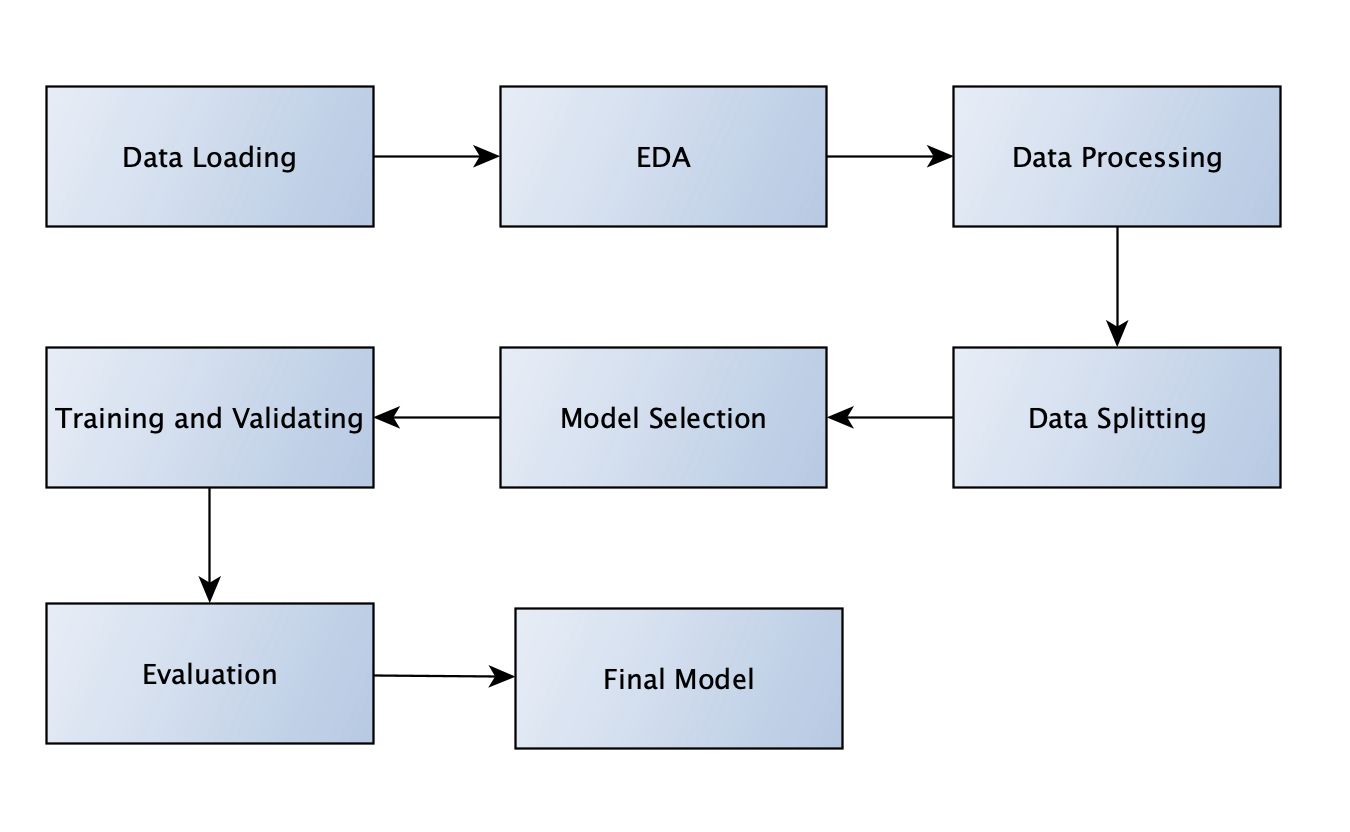 Data Loading
EDA
Data Processing
Training and Validating
Model Selection
Data Splitting
Evaluation
Final Model